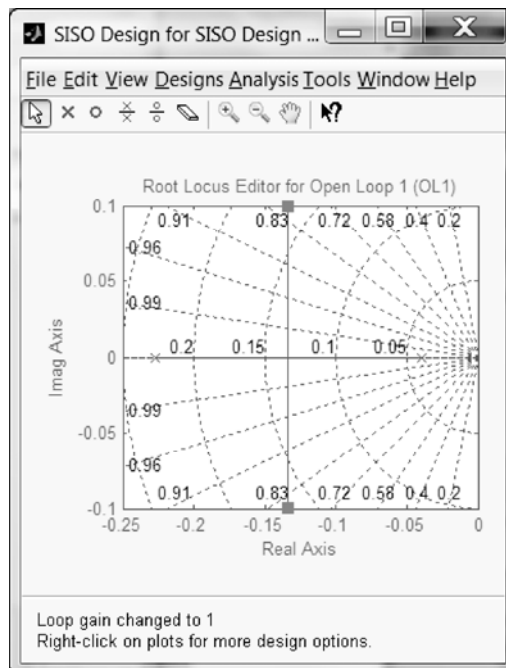 SISO Design for SISO Design ...
File Edit View Designs Analysis Tools Window Help
Root Locus Editor for Open Loop 1 (OL1)
0.1
0.91 0.83 0.72 0.58 0.4 0.2
0.96
0.05
0.99
0.2 0.15 0.1 0.05
0
Imag Axis
0.99
-0.05
0.96
0.91 0.83 0.72 0.58 0.4 0.2
-0.1
-0.25 -0.2 -0.15 -0.1 -0.05 0
Real Axis
Loop gain changed to 1
Right-click on plots for more design options.